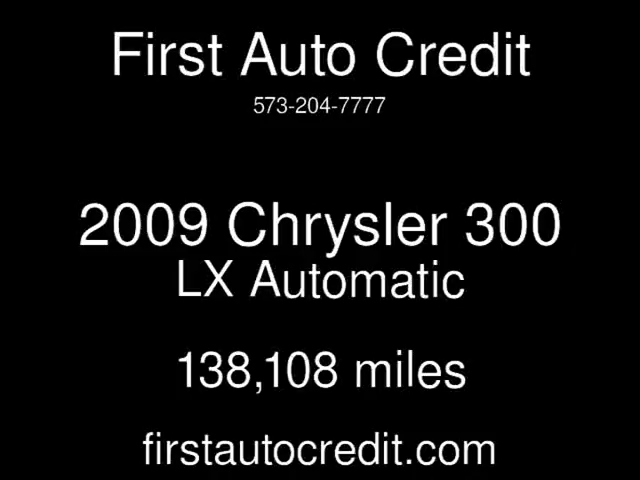 First Auto Credit
573-204-7777
2009 Chrysler 300
LX Automatic
138,108 miles
firstautocredit.com